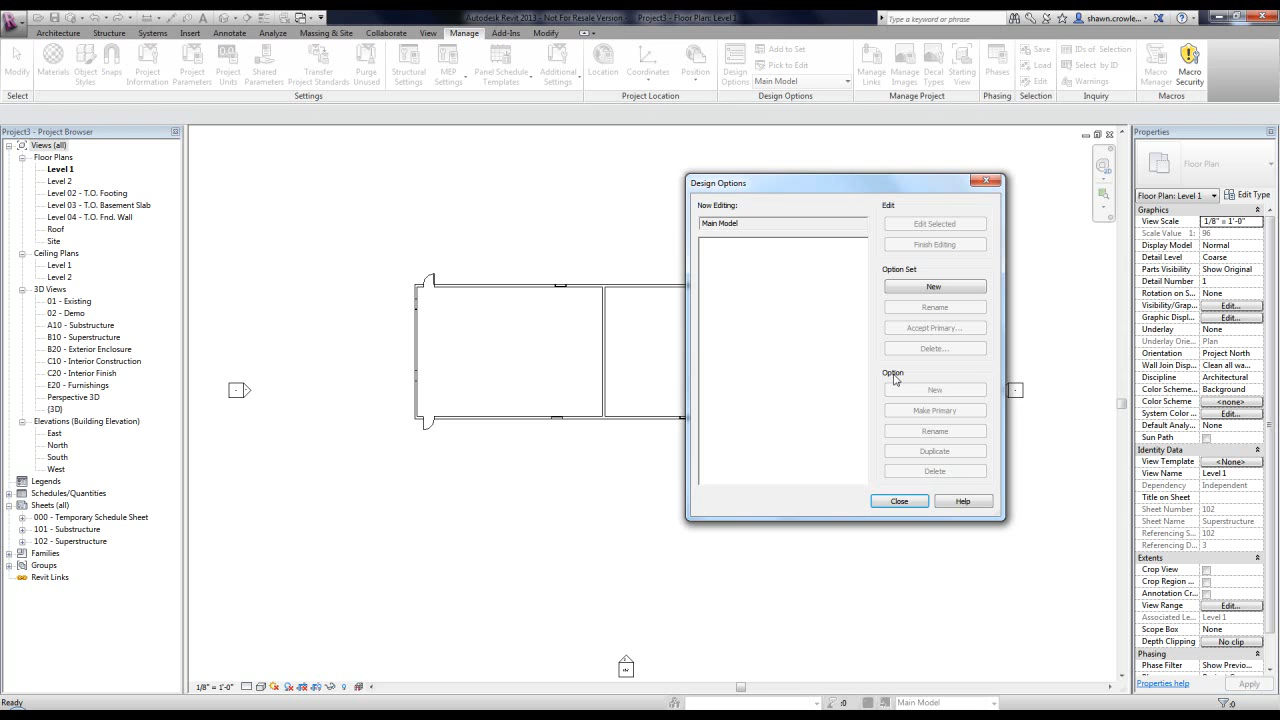 Autodesk Revit 2013 - Not For Resale Version - Project3 - Floor Plan: Level 1
Type a keyword or phrase
shawn.crowle...
Architecture Structure Systems Insert Annotate Analyze Massing & Site Collaborate View Manage Add-Ins Modify
Modify
Materials
Object Styles
Snaps
Project Information
Project Parameters
Project Units
Shared Parameters
Transfer Project Standards
Purge Unused
Structural Settings
MEP Settings
Panel Schedule Templates
Additional Settings
Location
Coordinates
Position
Design Options
Add to Set
Pick to Edit
Main Model
Manage Links
Manage Images
Decal Types
Starting View
Phases
Save
Load
Edit
IDs of Selection
Select by ID
Warnings
Macro Manager
Macro Security
Select Settings Project Location Design Options Manage Project Phasing Selection Inquiry Macros
Project3 - Project Browser
Views (all)
Floor Plans
Level 1
Level 2
Level 02 - T.O. Footing
Level 03 - T.O. Basement Slab
Level 04 - T.O. Fnd. Wall
Roof
Site
Ceiling Plans
Level 1
Level 2
3D Views
01 - Existing
02 - Demo
A10 - Substructure
B10 - Superstructure
B20 - Exterior Enclosure
C10 - Interior Construction
C20 - Interior Finish
E20 - Furnishings
Perspective 3D
{3D}
Elevations (Building Elevation)
East
North
South
West
Legends
Schedules/Quantities
Sheets (all)
000 - Temporary Schedule Sheet
101 - Substructure
102 - Superstructure
Families
Groups
Revit Links
Design Options
Now Editing:
Main Model
Edit
Edit Selected
Finish Editing
Option Set
New
Rename
Accept Primary...
Delete...
Option
New
Make Primary
Rename
Duplicate
Delete
Close
Help
Properties
Floor Plan
Floor Plan: Level 1
Edit Type
Graphics
View Scale 1/8" = 1'-0"
Scale Value 1: 96
Display Model Normal
Detail Level Coarse
Parts Visibility Show Original
Detail Number 1
Rotation on S... None
Visibility/Grap... Edit...
Graphic Displ... Edit...
Underlay None
Underlay Orie... Plan
Orientation Project North
Wall Join Displ... Clean all wa...
Discipline Architectural
Color Scheme... Background
Color Scheme <none>
System Color ... Edit...
Default Analy... None
Sun Path
Identity Data
View Template <None>
View Name Level 1
Dependency Independent
Title on Sheet
Sheet Number 102
Sheet Name Superstructure
Referencing ... 102
Referencing D... 3
Extents
Crop View
Crop Region ...
Annotation Cr...
View Range Edit...
Associated Le... Level 1
Scope Box None
Depth Clipping No clip
Phasing
Phase Filter Show Previo...
Properties help
Apply
1/8" = 1'-0"
Ready
:0
Main Model
:0